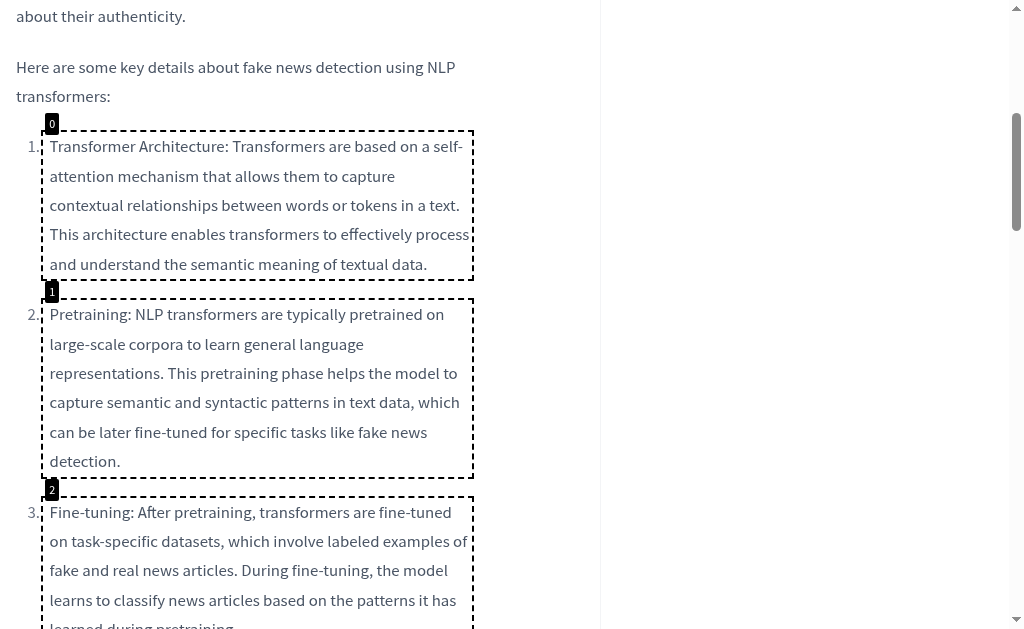 about their authenticity.
Here are some key details about fake news detection using NLP
transformers:
0
1. Transformer Architecture: Transformers are based on a self-
attention mechanism that allows them to capture
contextual relationships between words or tokens in a text.
This architecture enables transformers to effectively process
and understand the semantic meaning of textual data.
1
2. Pretraining: NLP transformers are typically pretrained on
large-scale corpora to learn general language
representations. This pretraining phase helps the model to
capture semantic and syntactic patterns in text data, which
can be later fine-tuned for specific tasks like fake news
detection.
2
3. Fine-tuning: After pretraining, transformers are fine-tuned
on task-specific datasets, which involve labeled examples of
fake and real news articles. During fine-tuning, the model
learns to classify news articles based on the patterns it has
learned during pretraining.